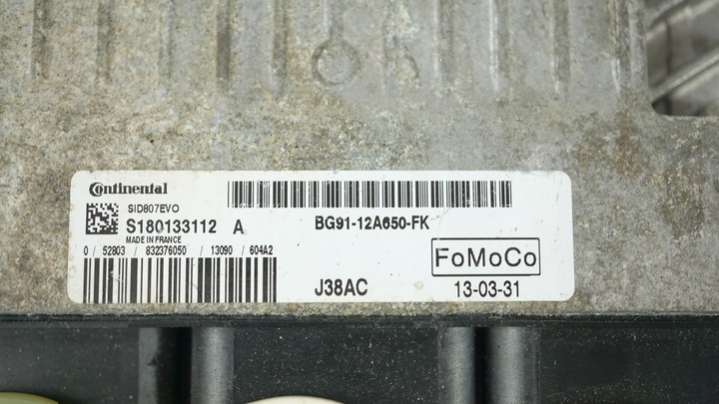 Continental
SID807EVO
S180133112 A
MADE IN FRANCE
0 / 52803 / 832376050 / 13090 / 604A2
BG91-12A650-FK
FoMoCo
J38AC 13-03-31